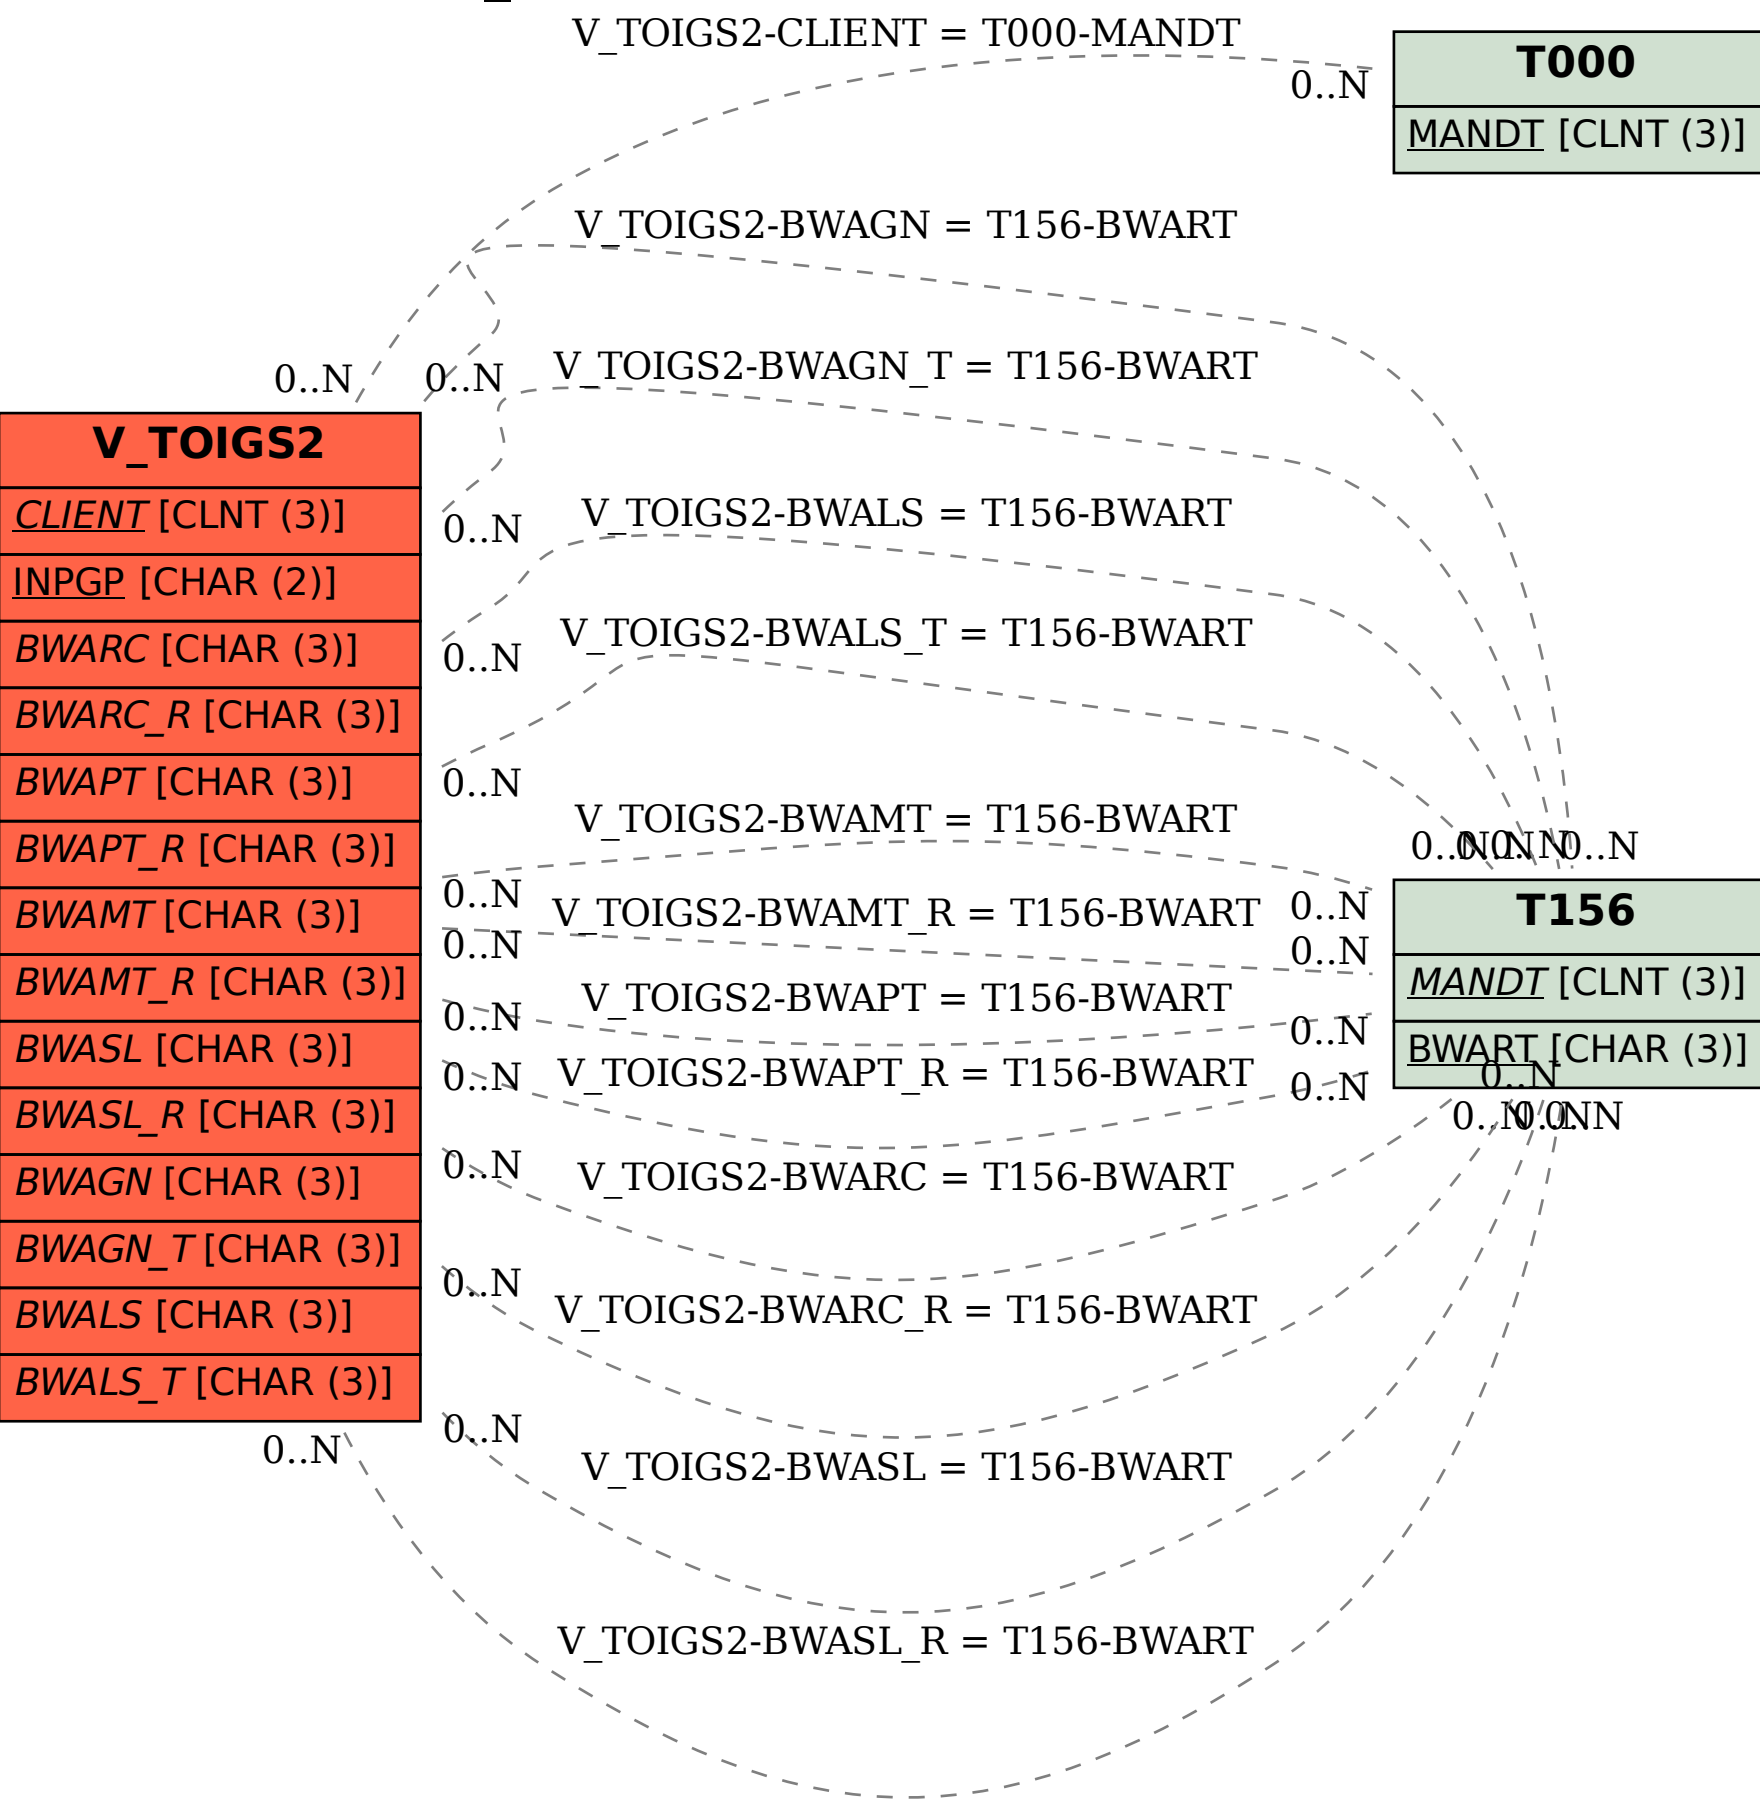 V_TOIGS2-CLIENT = T000-MANDT
0..N
T000
MANDT [CLNT (3)]
V_TOIGS2-BWAGN = T156-BWART
0..N
0..N
V_TOIGS2-BWAGN_T = T156-BWART
V_TOIGS2
CLIENT [CLNT (3)]
INPGP [CHAR (2)]
BWARC [CHAR (3)]
BWARC_R [CHAR (3)]
BWAPT [CHAR (3)]
BWAPT_R [CHAR (3)]
BWAMT [CHAR (3)]
BWAMT_R [CHAR (3)]
BWASL [CHAR (3)]
BWASL_R [CHAR (3)]
BWAGN [CHAR (3)]
BWAGN_T [CHAR (3)]
BWALS [CHAR (3)]
BWALS_T [CHAR (3)]
0..N
V_TOIGS2-BWALS = T156-BWART
0..N
V_TOIGS2-BWALS_T = T156-BWART
0..N
V_TOIGS2-BWAMT = T156-BWART
0..N
0..N
0..N
0..N
0..N
0..N
V_TOIGS2-BWAMT_R = T156-BWART
0..N
0..N
T156
MANDT [CLNT (3)]
BWART [CHAR (3)]
V_TOIGS2-BWAPT = T156-BWART
0..N
0..N
V_TOIGS2-BWAPT_R = T156-BWART
0..N
0..N
0..N
0..N
0..N
0..N
V_TOIGS2-BWARC = T156-BWART
0..N
V_TOIGS2-BWARC_R = T156-BWART
0..N
V_TOIGS2-BWASL = T156-BWART
0..N
0..N
V_TOIGS2-BWASL_R = T156-BWART